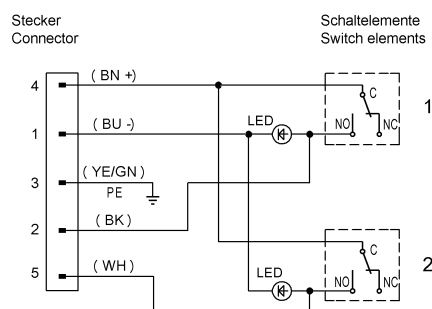 Stecker
Connector
Schaltelemente
Switch elements
4
( BN +)
C
1
1
( BU -)
LED
NO
NC
3
( YE/GN )
PE
2
( BK )
C
2
5
( WH )
LED
NO
NC